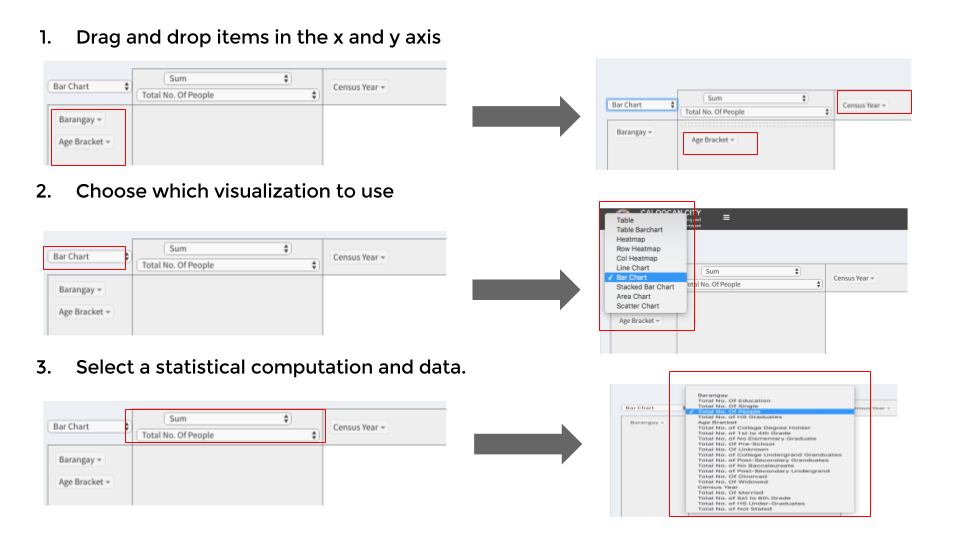 1. Drag and drop items in the x and y axis
Bar Chart
Sum
Total No. Of People
Census Year
Barangay
Age Bracket
Bar Chart
Sum
Total No. Of People
Census Year
Barangay
Age Bracket
2. Choose which visualization to use
Bar Chart
Sum
Total No. Of People
Census Year
Barangay
Age Bracket
CALOOCAN CITY
Table
Table Barchart
Heatmap
Row Heatmap
Col Heatmap
Line Chart
✓ Bar Chart
Stacked Bar Chart
Area Chart
Scatter Chart
Sum
otal No. Of People
Census Year
Age Bracket
3. Select a statistical computation and data.
Bar Chart
Sum
Total No. Of People
Census Year
Barangay
Age Bracket
Bar Chart
Barangay
Census Year
Barangay
Total No. Of Education
Total No. Of Single
✓ Total No. Of People
Total No. of HS Graduates
Age Bracket
Total No. of College Degree Holder
Total No. of 1st to 4th Grade
Total No. of No Elementary Graduate
Total No. Of Pre-School
Total No. Of Unknown
Total No. of College Undergrand Granduates
Total No. of Post-Secondary Granduates
Total No. of No Baccalaureate
Total No. of Post-Secondary Undergrand
Total No. Of Divorced
Total No. Of Widowed
Census Year
Total No. Of Married
Total No. of 5st to 6th Grade
Total No. of HS Under-Graduates
Total No. of Not Stated